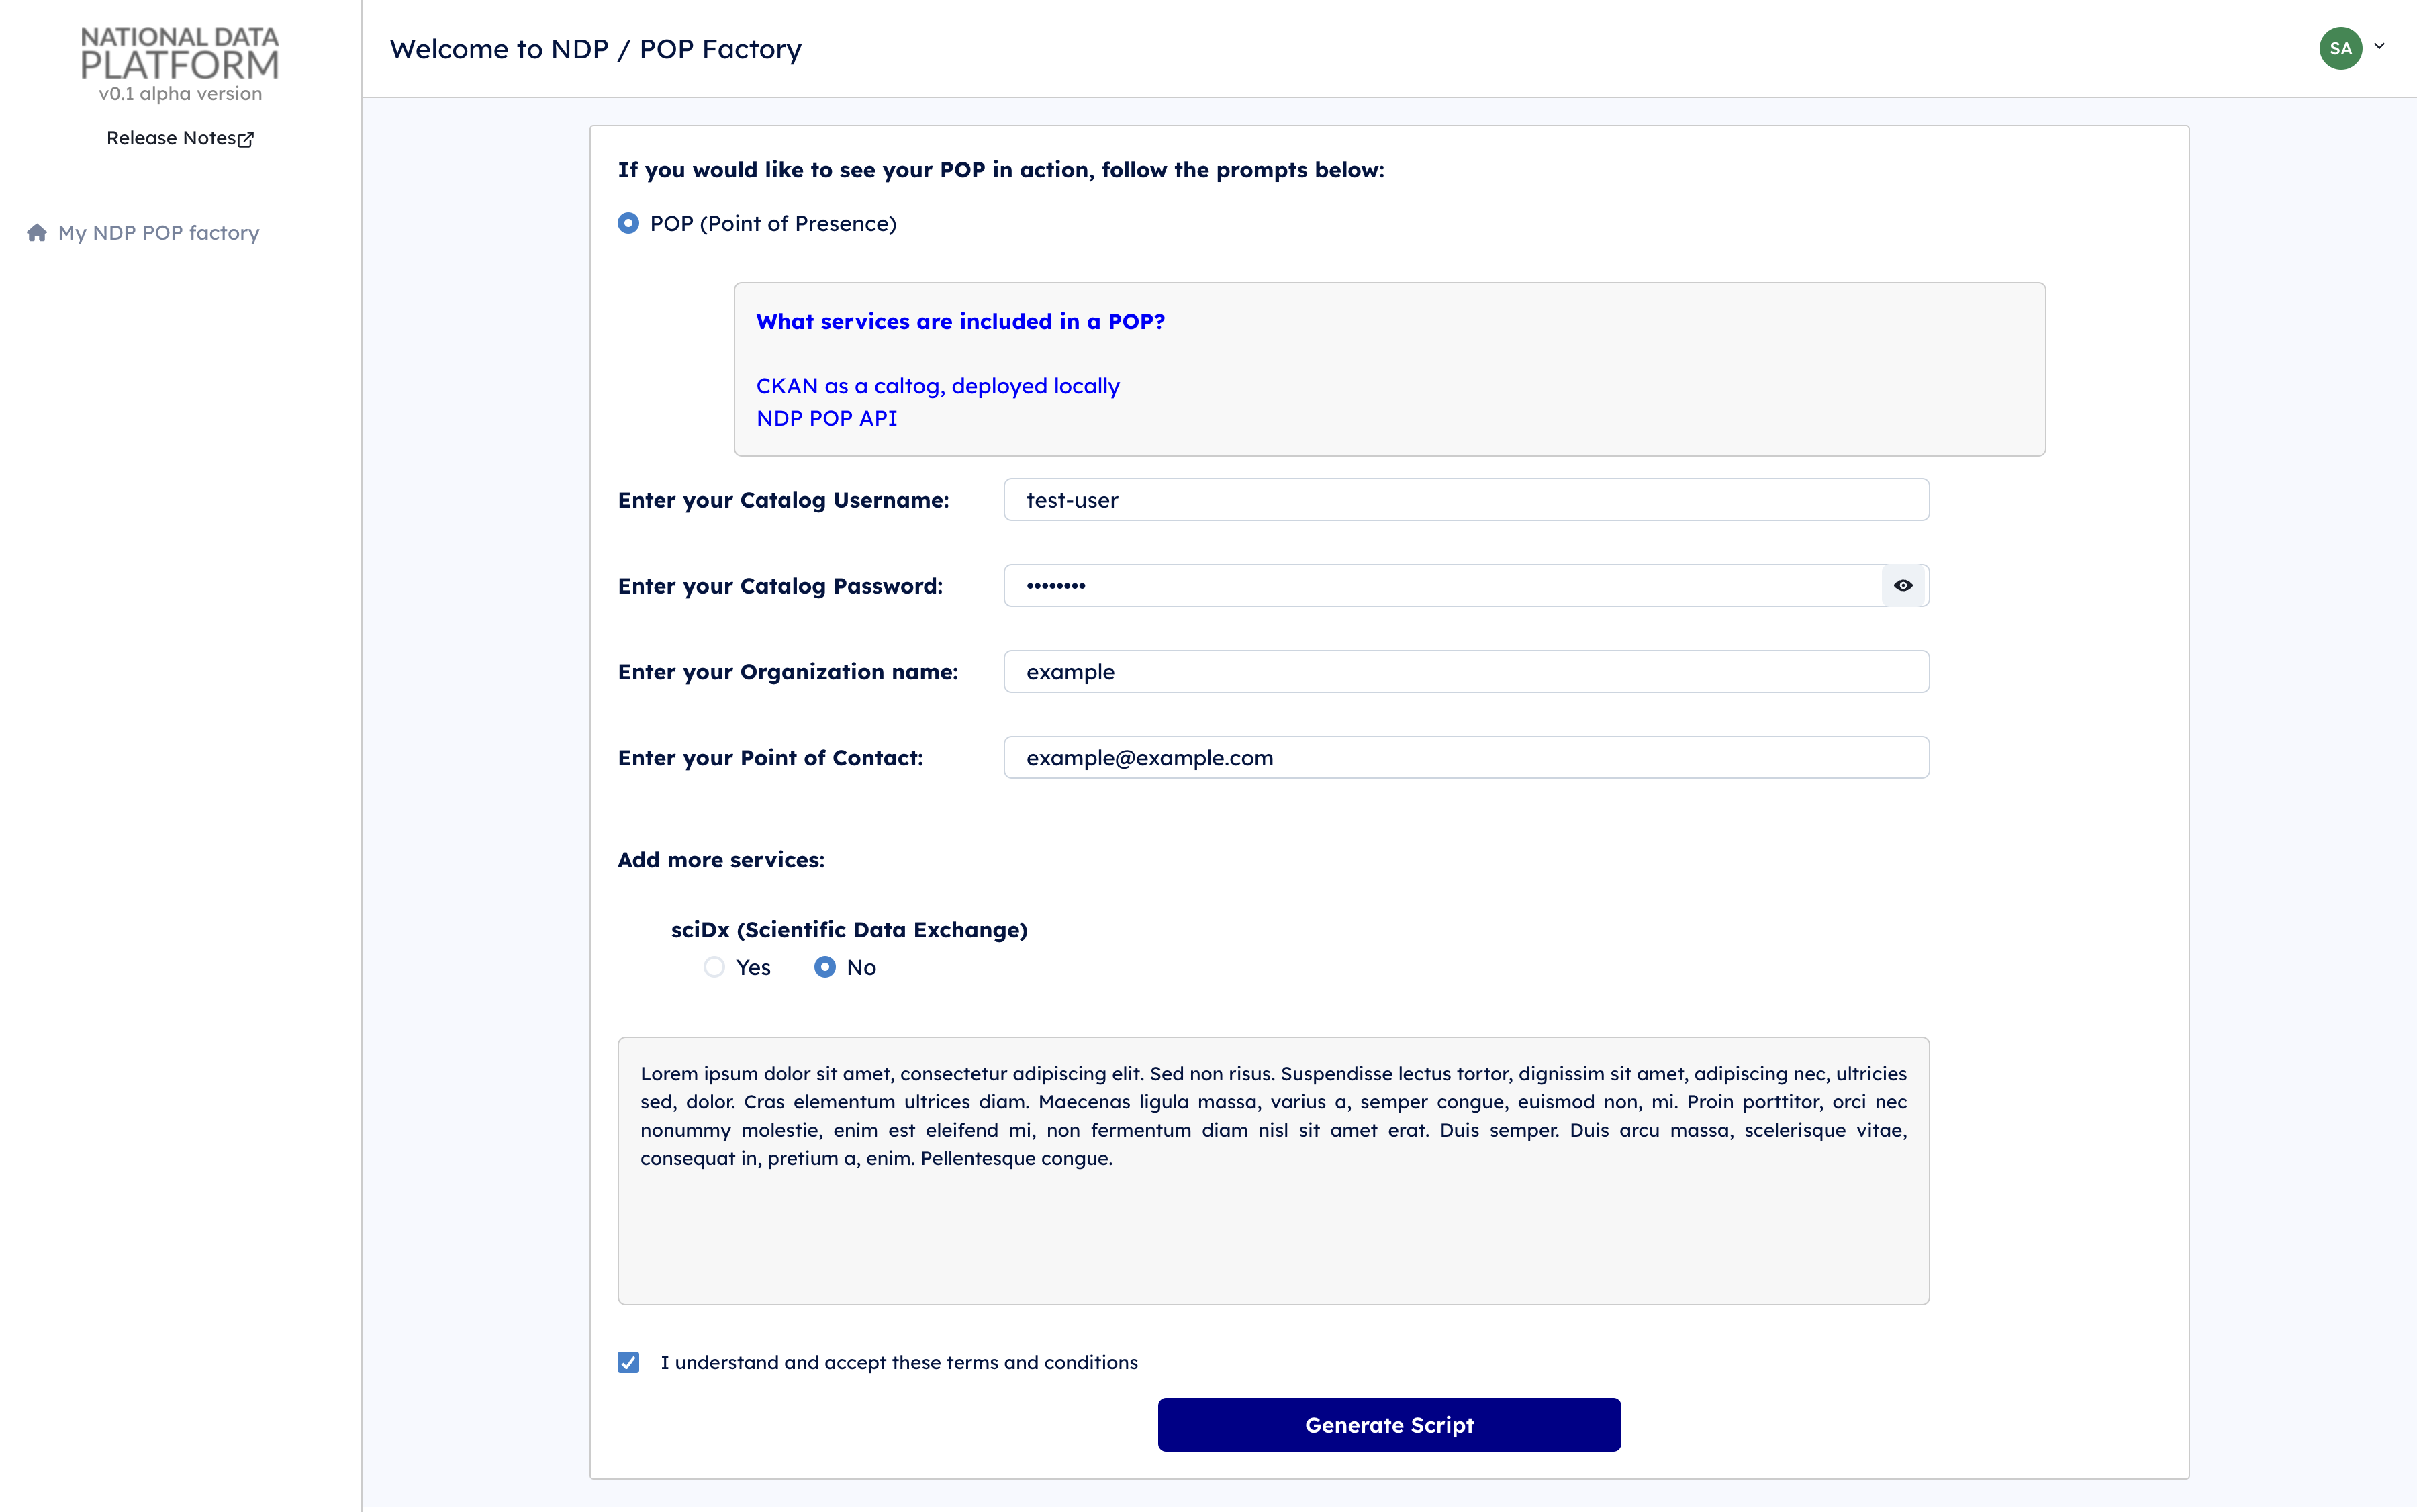 NATIONAL DATA
PLATFORM
v0.1 alpha version
Release Notes
My NDP POP factory
Welcome to NDP / POP Factory
SA
If you would like to see your POP in action, follow the prompts below:
POP (Point of Presence)
What services are included in a POP?
CKAN as a caltog, deployed locally
NDP POP API
Enter your Catalog Username:
test-user
Enter your Catalog Password:
••••••••
Enter your Organization name:
example
Enter your Point of Contact:
example@example.com
Add more services:
sciDx (Scientific Data Exchange)
Yes No
Lorem ipsum dolor sit amet, consectetur adipiscing elit. Sed non risus. Suspendisse lectus tortor, dignissim sit amet, adipiscing nec, ultricies
sed, dolor. Cras elementum ultrices diam. Maecenas ligula massa, varius a, semper congue, euismod non, mi. Proin porttitor, orci nec
nonummy molestie, enim est eleifend mi, non fermentum diam nisl sit amet erat. Duis semper. Duis arcu massa, scelerisque vitae,
consequat in, pretium a, enim. Pellentesque congue.
I understand and accept these terms and conditions
Generate Script